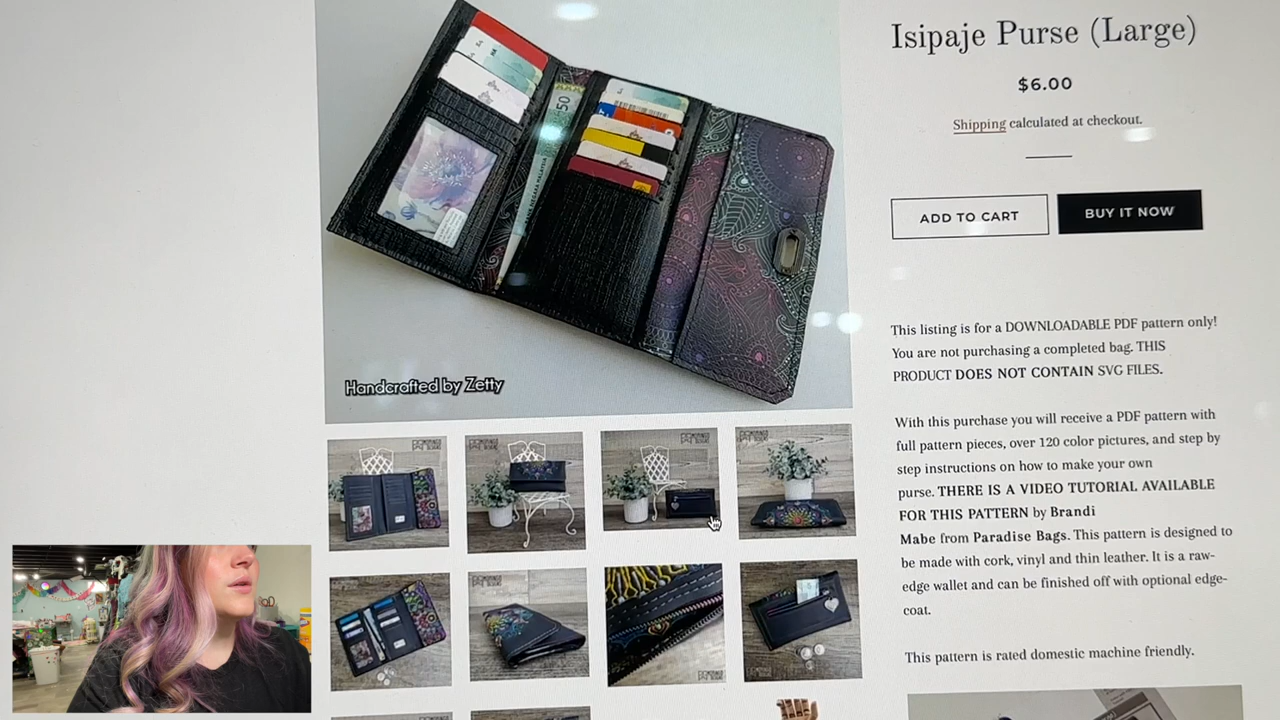 Isipaje Purse (Large)
$6.00
Shipping calculated at checkout.
ADD TO CART
BUY IT NOW
This listing is for a DOWNLOADABLE PDF pattern only!
You are not purchasing a completed bag. THIS
PRODUCT DOES NOT CONTAIN SVG FILES.
With this purchase you will receive a PDF pattern with
full pattern pieces, over 120 color pictures, and step by
step instructions on how to make your own
purse. THERE IS A VIDEO TUTORIAL AVAILABLE
FOR THIS PATTERN by Brandi
Mabe from Paradise Bags. This pattern is designed to
be made with cork, vinyl and thin leather. It is a raw-
edge wallet and can be finished off with optional edge-
coat.
This pattern is rated domestic machine friendly.
50
Handcrafted by Zetty